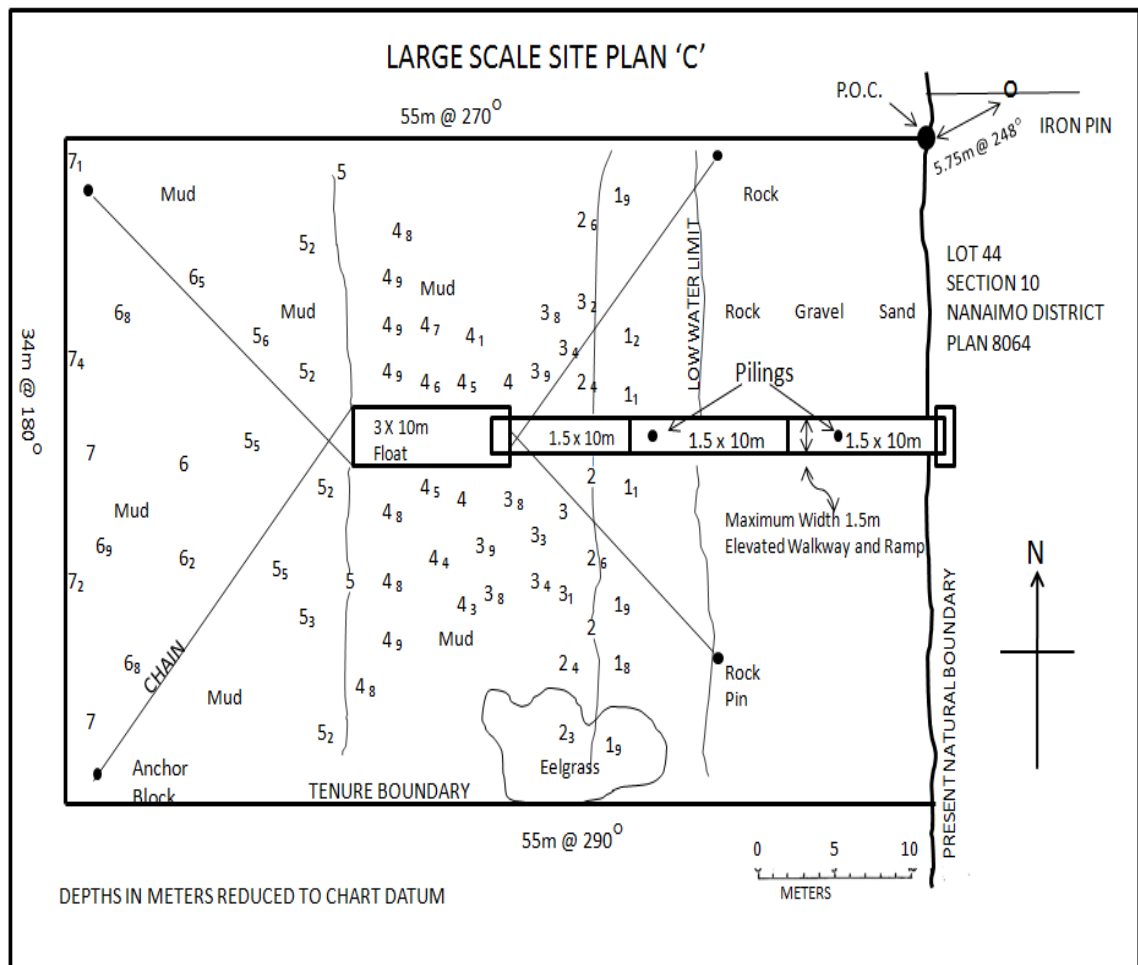 LARGE SCALE SITE PLAN ‘C’
P.O.C.
IRON PIN
5.75m @ 248°
55m @ 270°
7₁
Mud
5
1₉
Rock
2₆
4₈
5₂
LOW WATER LIMIT
LOT 44
SECTION 10
NANAIMO DISTRICT
PLAN 8064
6₅
4₉
Mud
6₈
Mud
3₈
3₂
Rock
Gravel
Sand
34m @ 180°
5₆
4₉
4₇
4₁
1₂
7₄
3₄
5₂
4₉
4₆
4₅
4
3₉
2₄
1₁
Pilings
3 X 10m
Float
1.5 x 10m
1.5 x 10m
1.5 x 10m
5₅
7
6
5₂
4₅
4
3₈
2
1₁
Mud
4₈
3
Maximum Width 1.5m
Elevated Walkway and Ramp
6₉
6₂
4₄
3₉
3₃
2₆
N
7₂
5₅
5
4₈
3₄
3₁
4₃
3₈
1₉
5₃
4₉
Mud
2
6₈
CHAIN
2₄
1₈
Rock
Pin
Mud
4₈
7
5₂
2₃
1₉
Eelgrass
Anchor
Block
TENURE BOUNDARY
PRESENT NATURAL BOUNDARY
55m @ 290°
0 5 10
METERS
DEPTHS IN METERS REDUCED TO CHART DATUM